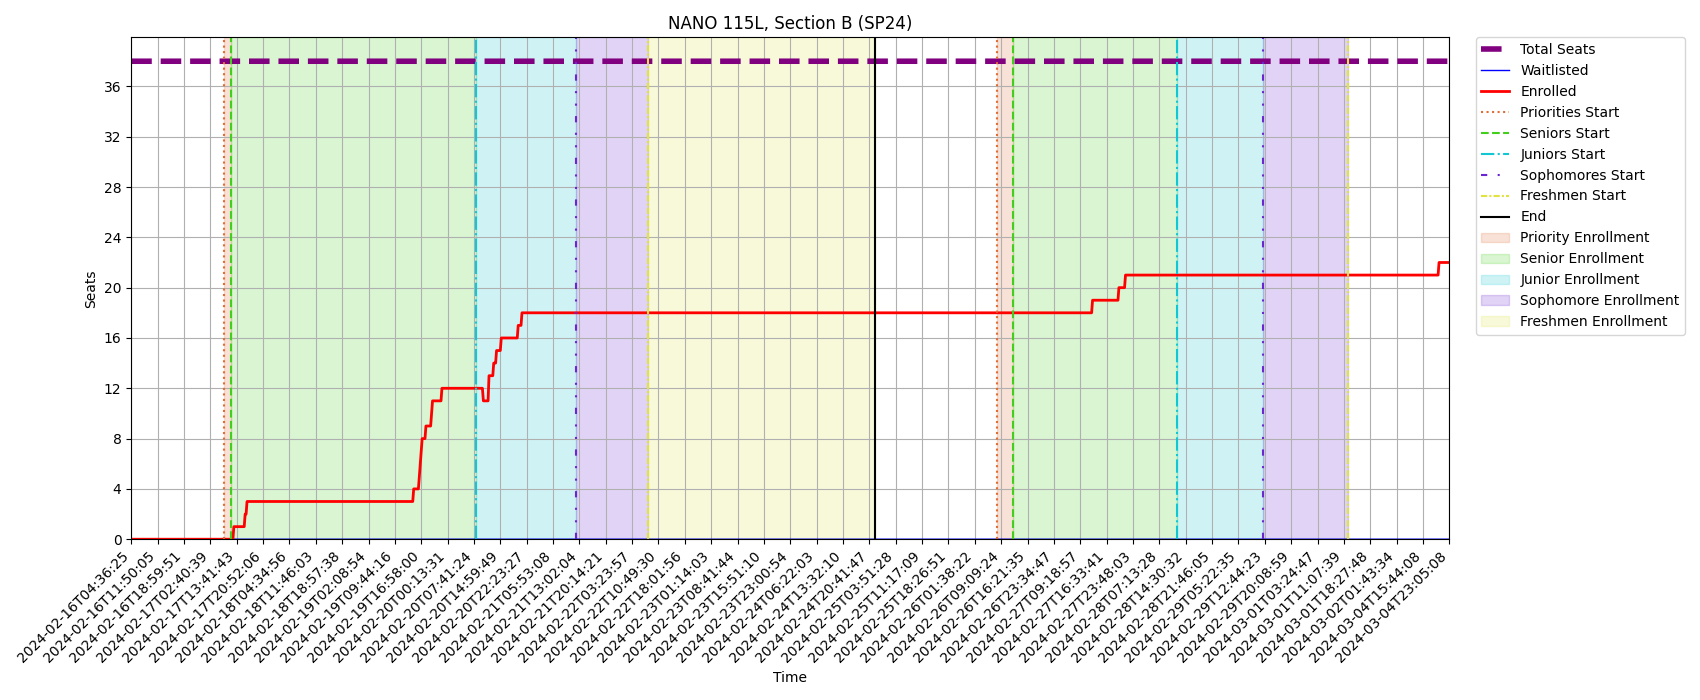 NANO 115L, Section B (SP24)
Seats
36
32
28
24
20
16
12
8
4
0
2024-02-16T04:36:25
2024-02-16T11:50:05
2024-02-16T18:59:51
2024-02-17T02:40:39
2024-02-17T13:41:43
2024-02-17T20:52:06
2024-02-18T04:34:56
2024-02-18T11:46:03
2024-02-18T18:57:38
2024-02-19T02:08:54
2024-02-19T09:44:16
2024-02-19T16:58:00
2024-02-20T00:13:31
2024-02-20T07:41:24
2024-02-20T14:59:49
2024-02-20T22:23:27
2024-02-21T05:53:08
2024-02-21T13:02:04
2024-02-21T20:14:21
2024-02-22T03:23:57
2024-02-22T10:49:30
2024-02-22T18:01:56
2024-02-23T01:14:03
2024-02-23T08:41:44
2024-02-23T15:51:10
2024-02-23T23:00:54
2024-02-24T06:22:03
2024-02-24T13:32:10
2024-02-24T20:41:47
2024-02-25T03:51:28
2024-02-25T11:17:09
2024-02-25T18:26:51
2024-02-26T01:38:22
2024-02-26T09:09:24
2024-02-26T16:21:35
2024-02-26T23:34:47
2024-02-27T09:18:57
2024-02-27T16:33:41
2024-02-27T23:48:03
2024-02-28T07:13:28
2024-02-28T14:30:32
2024-02-28T21:46:05
2024-02-29T05:22:35
2024-02-29T12:44:23
2024-02-29T20:08:59
2024-03-01T03:24:47
2024-03-01T11:07:39
2024-03-01T18:27:48
2024-03-02T01:43:34
2024-03-04T15:44:08
2024-03-04T23:05:08
Time
Total Seats
Waitlisted
Enrolled
Priorities Start
Seniors Start
Juniors Start
Sophomores Start
Freshmen Start
End
Priority Enrollment
Senior Enrollment
Junior Enrollment
Sophomore Enrollment
Freshmen Enrollment